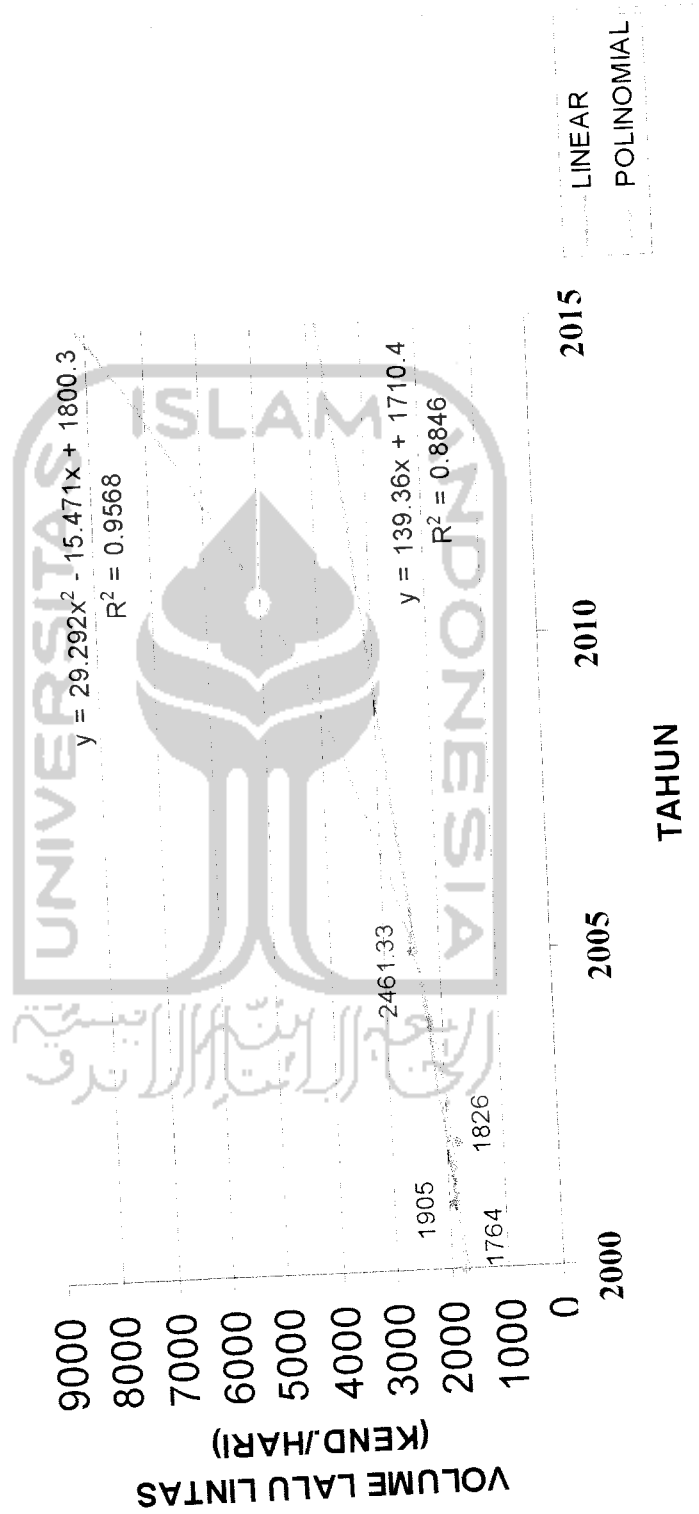 VOLUME LALU LINTAS
(KEND./HARI)
9000
8000
7000
6000
5000
4000
3000
2000
1000
0
2000
2005
2010
2015
TAHUN
1764
1905
1826
2461.33
y = 29.292x² - 15.471x + 1800.3
R² = 0.9568
y = 139.36x + 1710.4
R² = 0.8846
LINEAR
POLINOMIAL
UNIVERSITAS
ISLAM
INDONESIA